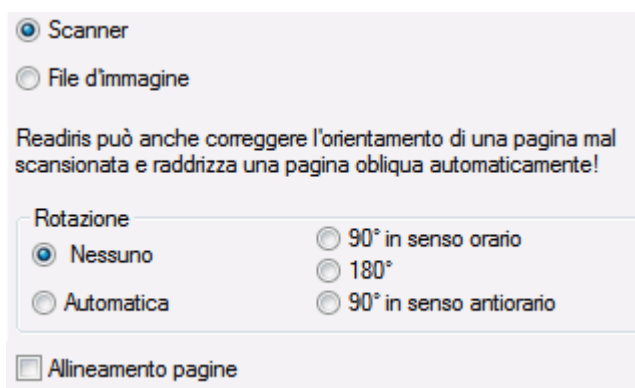 Scanner
File d'immagine
Readiris può anche correggere l'orientamento di una pagina mal
scansionata e raddrizza una pagina obliqua automaticamente!
Rotazione
Nessuno
Automatica
90° in senso orario
180°
90° in senso antiorario
Allineamento pagine